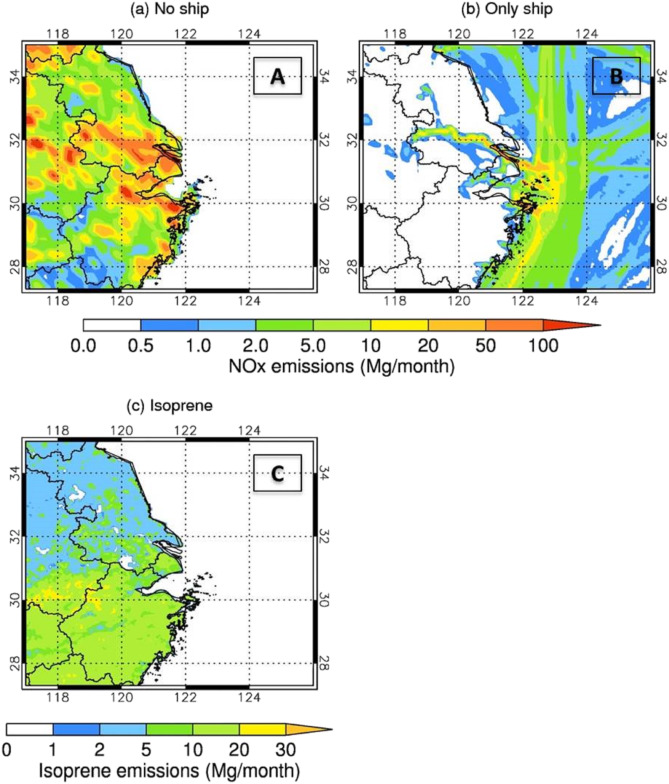 (a) No ship
(b) Only ship
118 120 122 124
118 120 122 124
34 A 34
34 B 34
32 32
32 32
30 30
30 30
28 28
28 28
118 120 122 124
118 120 122 124
0.0 0.5 1.0 2.0 5.0 10 20 50 100
NOx emissions (Mg/month)
(c) Isoprene
118 120 122 124
34 C 34
32 32
30 30
28 28
118 120 122 124
0 1 2 5 10 20 30
Isoprene emissions (Mg/month)